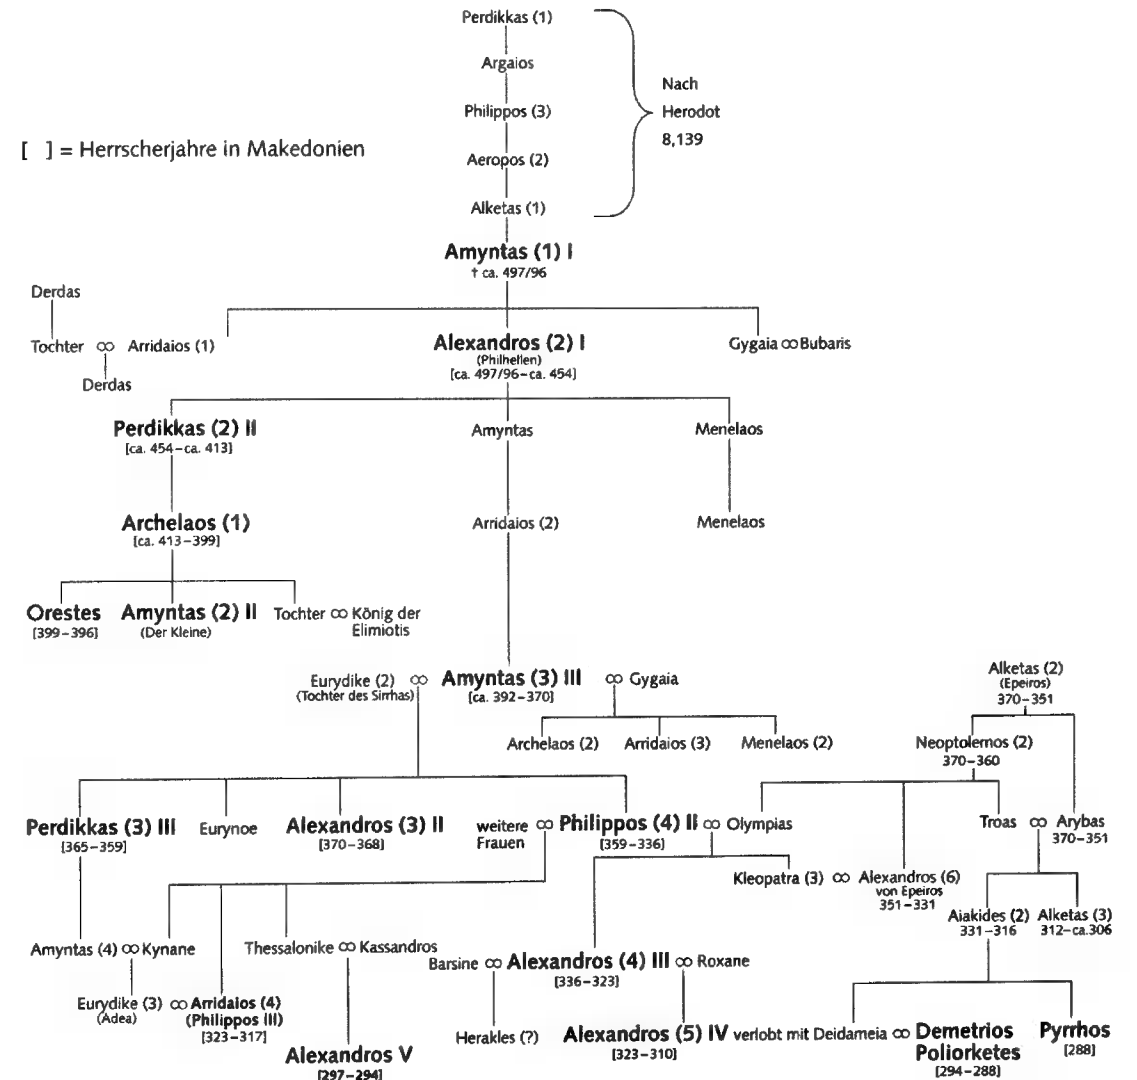 Perdikkas (1)
Argaios
Nach
Philippos (3)
Herodot
8,139
[ ] = Herrscherjahre in Makedonien
Aeropos (2)
Alketas (1)
Amyntas (1) I
† ca. 497/96
Derdas
Tochter ∞ Arridaios (1)
Alexandros (2) I
Gygaia ∞ Bubaris
(Philhellen)
[ca. 497/96–ca. 454]
Derdas
Perdikkas (2) II
Amyntas
Menelaos
[ca. 454–ca. 413]
Archelaos (1)
Arridaios (2)
Menelaos
[ca. 413–399]
Orestes
Amyntas (2) II
Tochter ∞ König der
[399–396]
(Der Kleine)
Elimiotis
Eurydike (2) ∞ Amyntas (3) III ∞ Gygaia
(Tochter des Sirrhas)
[ca. 392–370]
Alketas (2)
(Epeiros)
370–351
Archelaos (2)
Arridaios (3)
Menelaos (2)
Neoptolemos (2)
370–360
Perdikkas (3) III
Eurynoe
Alexandros (3) II
weitere ∞ Philippos (4) II ∞ Olympias
Troas ∞ Arybas
[365–359]
[370–368]
Frauen
[359–336]
370–351
Kleopatra (3) ∞ Alexandros (6)
von Epeiros
351–331
Aiakides (2)
Alketas (3)
331–316
312–ca.306
Amyntas (4) ∞ Kynane
Thessalonike ∞ Kassandros
Barsine ∞ Alexandros (4) III ∞ Roxane
[336–323]
Eurydike (3) ∞ Arridaios (4)
(Adea)
(Philippos III)
[323–317]
Herakles (?)
Alexandros (5) IV verlobt mit Deidameia ∞ Demetrios
Pyrrhos
[323–310]
Poliorketes
[288]
[294–288]
Alexandros V
[297–294]